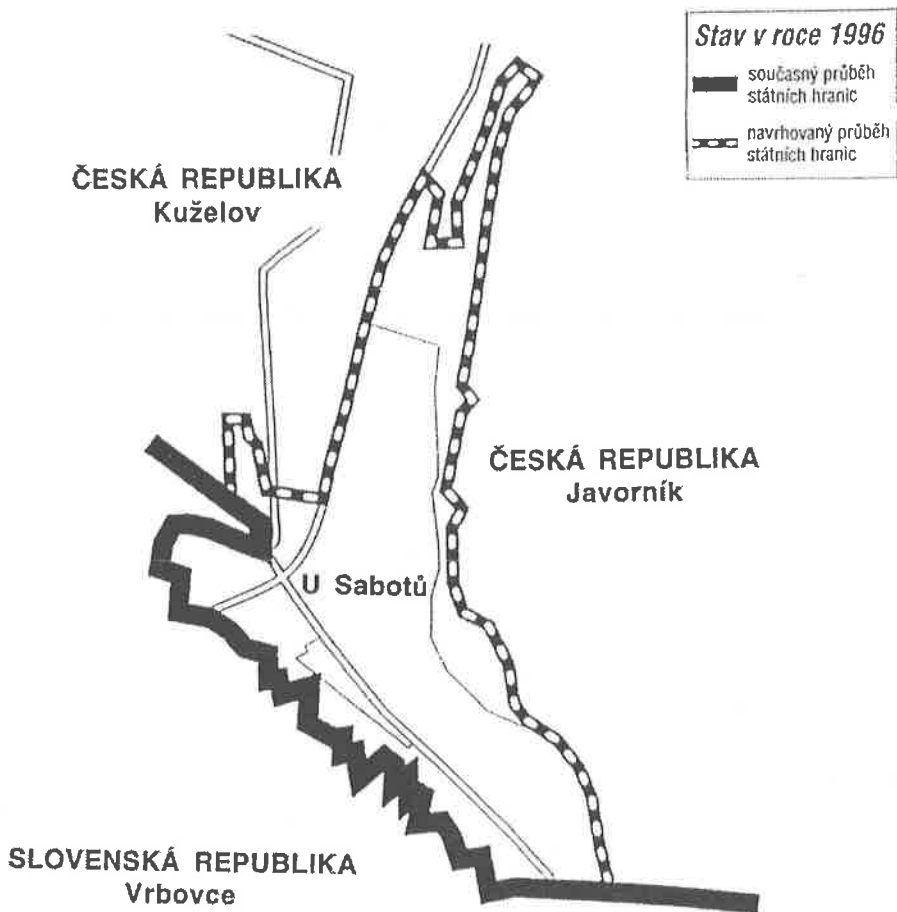 Stav v roce 1996
současný průběh
státních hranic
navrhovaný průběh
státních hranic
ČESKÁ REPUBLIKA
Kuželov
ČESKÁ REPUBLIKA
Javorník
U Sabotů
SLOVENSKÁ REPUBLIKA
Vrbovce